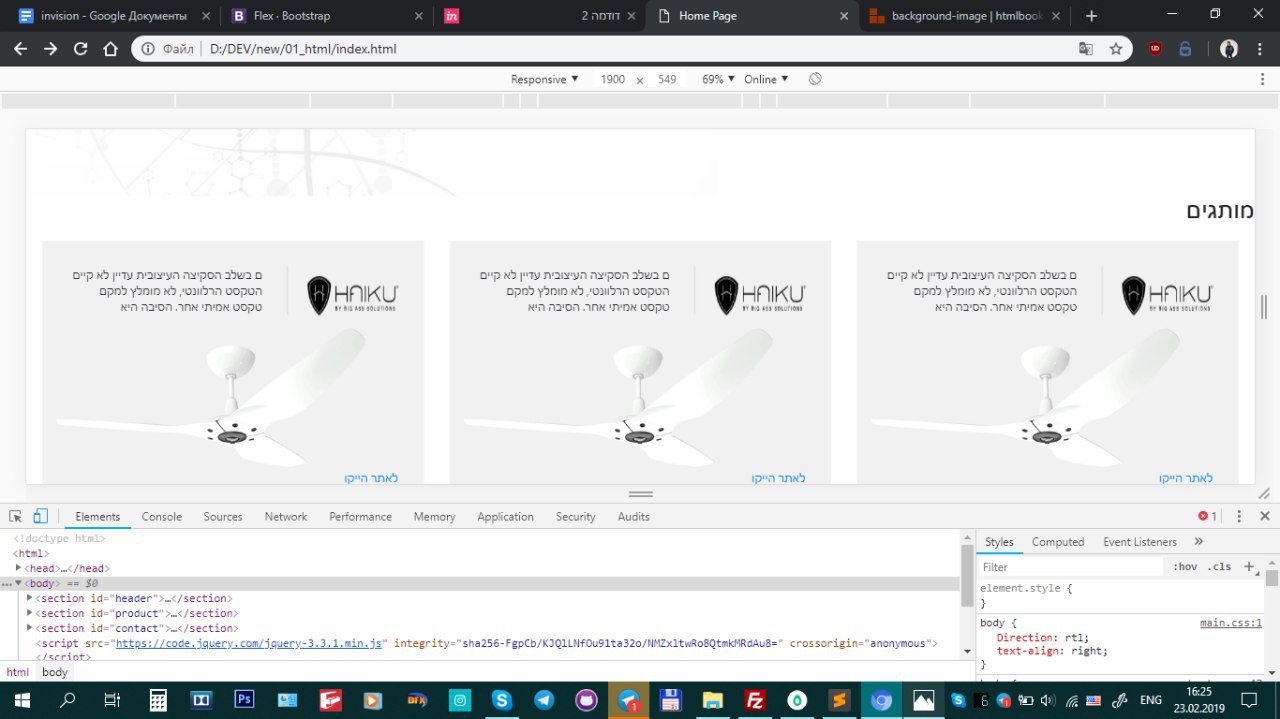 invision - Google Документы
Flex · Bootstrap
in
דוגמה 2
Home Page
background-image | htmlbook
Файл
D:/DEV/new/01_html/index.html
Responsive 1900 × 549 69% Online
מותגים
ם בשלב הסקיצה העיצובית עדיין לא קיים
הטקסט הרלוונטי, לא מומלץ למקם
טקסט אמיתי אחר. הסיבה היא
HAIKU
BY BIG ASS SOLUTIONS
לאתר הייקו
ם בשלב הסקיצה העיצובית עדיין לא קיים
הטקסט הרלוונטי, לא מומלץ למקם
טקסט אמיתי אחר. הסיבה היא
HAIKU
BY BIG ASS SOLUTIONS
לאתר הייקו
ם בשלב הסקיצה העיצובית עדיין לא קיים
הטקסט הרלוונטי, לא מומלץ למקם
טקסט אמיתי אחר. הסיבה היא
HAIKU
BY BIG ASS SOLUTIONS
לאתר הייקו
Elements Console Sources Network Performance Memory Application Security Audits 1
<!doctype html>
<html>
<head>…</head>
<body> == $0
<section id="header">…</section>
<section id="product">…</section>
<section id="contact">…</section>
<script src="https://code.jquery.com/jquery-3.3.1.min.js" integrity="sha256-FgpCb/KJQlLNfOu91ta32o/NMZxltwRo8QtmkMRdAu8=" crossorigin="anonymous">
</script>
html body
Styles Computed Event Listeners »
Filter :hov .cls +
element.style {
}
body { main.css:1
Direction: rtl;
text-align: right;
}
Ps
DFX
ENG
16:25
23.02.2019